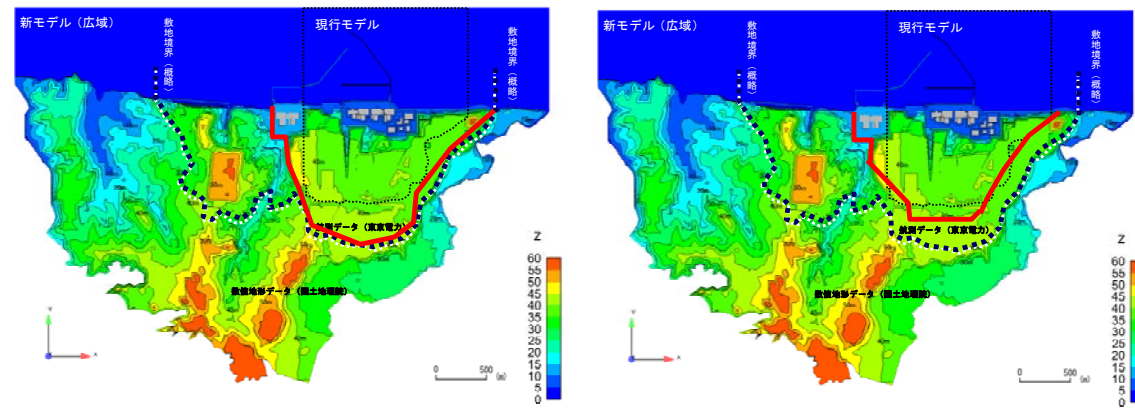 新モデル（広域）
現行モデル
敷地境界（概略）
敷地境界（概略）
航測データ（東京電力）
数値地形データ（国土地理院）
Z
60
55
50
45
40
35
30
25
20
15
10
5
0
Y
X
0 500 (m)
新モデル（広域）
現行モデル
敷地境界（概略）
敷地境界（概略）
航測データ（東京電力）
数値地形データ（国土地理院）
Z
60
55
50
45
40
35
30
25
20
15
10
5
0
Y
X
0 500 (m)